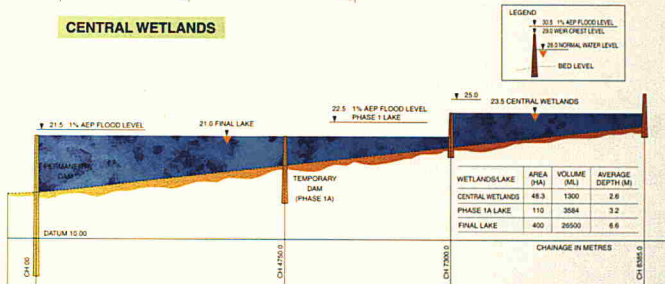 CENTRAL WETLANDS
LEGEND
30.5 1% AEP FLOOD LEVEL
29.0 WEIR CREST LEVEL
28.0 NORMAL WATER LEVEL
BED LEVEL
21.5 1% AEP FLOOD LEVEL
21.0 FINAL LAKE
22.5 1% AEP FLOOD LEVEL
PHASE 1 LAKE
25.0
23.5 CENTRAL WETLANDS
PERMANENT
DAM
TEMPORARY
DAM
(PHASE 1A)
WETLANDS/LAKE AREA (HA) VOLUME (ML) AVERAGE DEPTH (M)
CENTRAL WETLANDS 48.3 1300 2.6
PHASE 1A LAKE 110 3584 3.2
FINAL LAKE 400 26500 6.6
DATUM 10.00
CHAINAGE IN METRES
CH 00
CH 4750.0
CH 7300.0
CH 8385.0